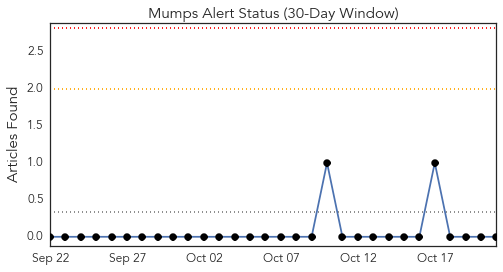 Mumps Alert Status (30-Day Window)
Articles Found
2.5
2.0
1.5
1.0
0.5
0.0
Sep 22 Sep 27 Oct 02 Oct 07 Oct 12 Oct 17